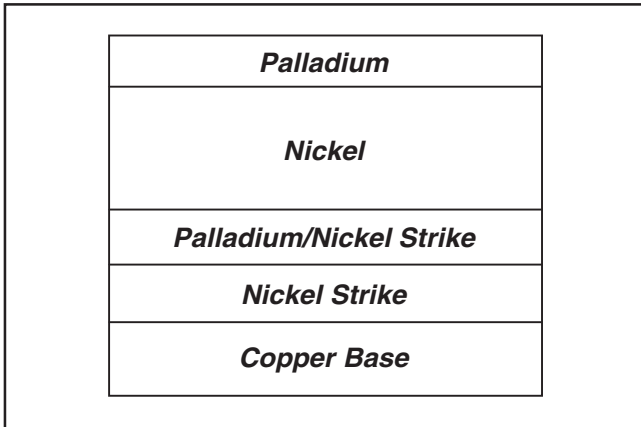 Palladium
Nickel
Palladium/Nickel Strike
Nickel Strike
Copper Base